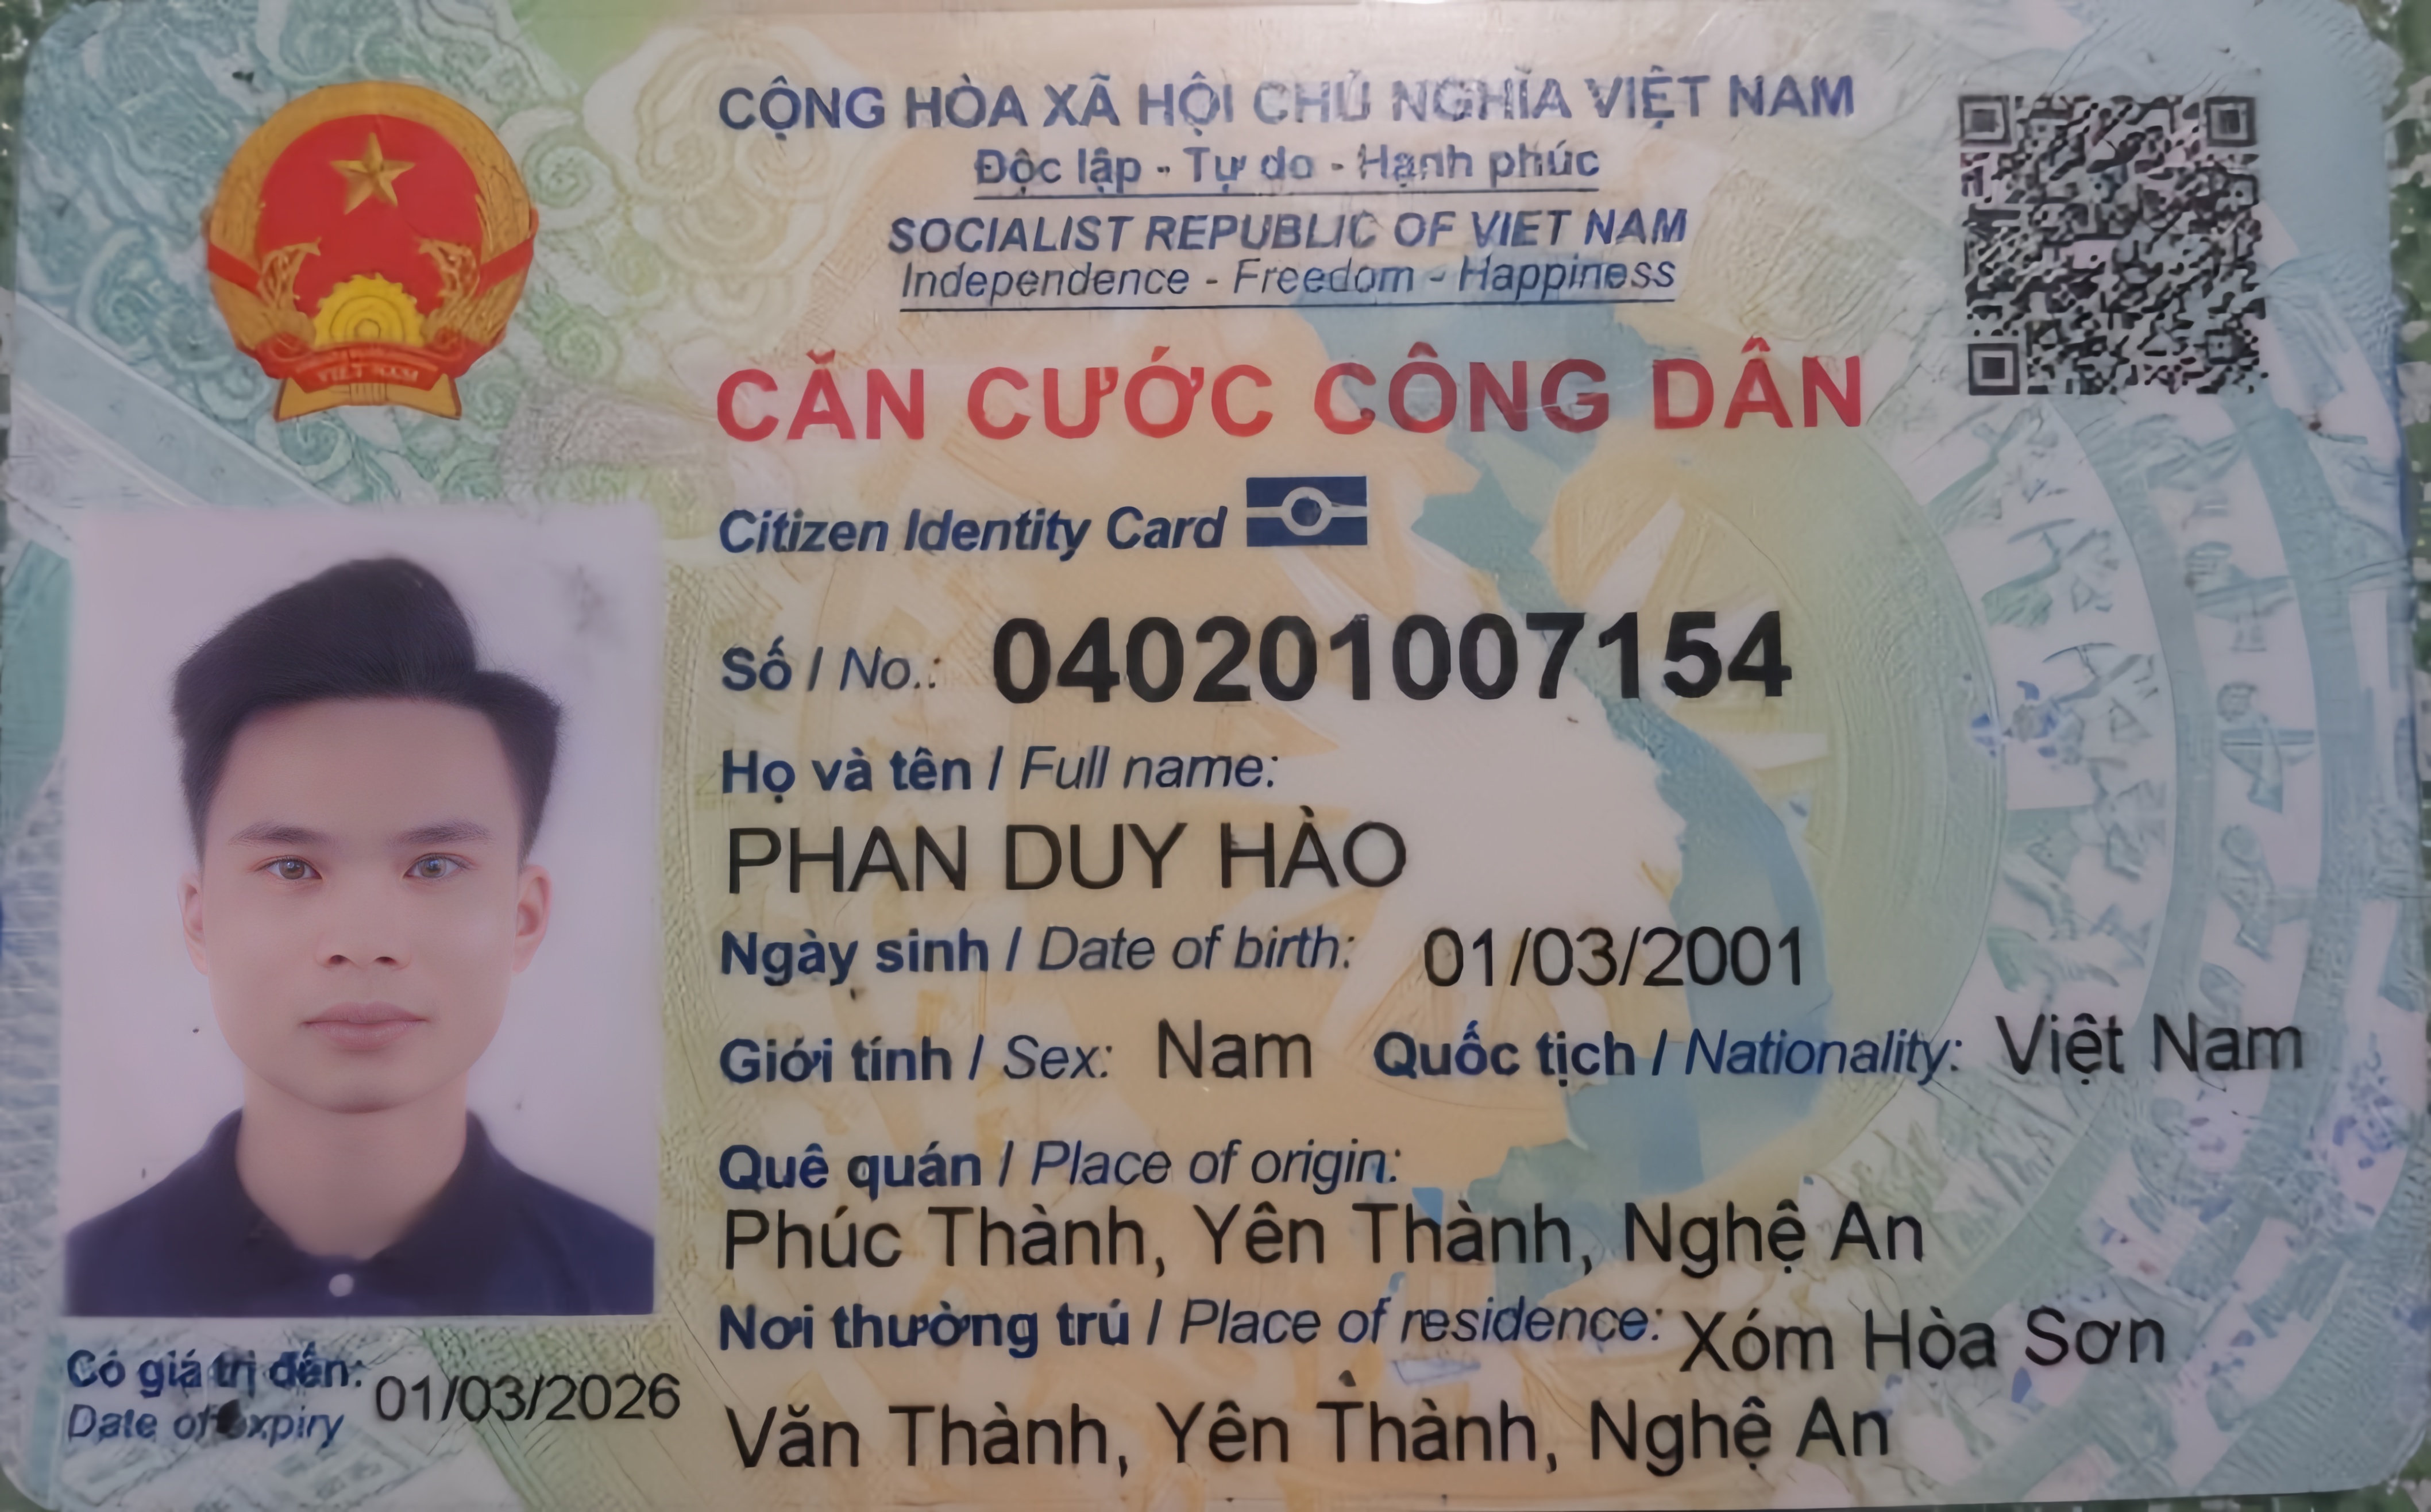 CỘNG HÒA XÃ HỘI CHỦ NGHĨA VIỆT NAM
Độc lập - Tự do - Hạnh phúc
SOCIALIST REPUBLIC OF VIET NAM
Independence - Freedom - Happiness
VIỆT NAM
CĂN CƯỚC CÔNG DÂN
Citizen Identity Card
Số / No.: 040201007154
Họ và tên / Full name:
PHAN DUY HÀO
Ngày sinh / Date of birth: 01/03/2001
Giới tính / Sex: Nam Quốc tịch / Nationality: Việt Nam
Quê quán / Place of origin:
Phúc Thành, Yên Thành, Nghệ An
Nơi thường trú / Place of residence: Xóm Hòa Sơn
Văn Thành, Yên Thành, Nghệ An
Có giá trị đến: 01/03/2026
Date of expiry